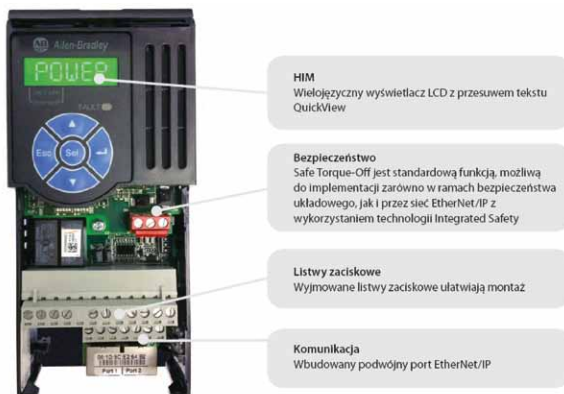 AB Allen-Bradley
POWER
FAULT
Esc
Sel
HIM
Wielojęzyczny wyświetlacz LCD z przesuwem tekstu
QuickView
Bezpieczeństwo
Safe Torque-Off jest standardową funkcją, możliwą
do implementacji zarówno w ramach bezpieczeństwa
układowego, jak i przez sieć EtherNet/IP z
wykorzystaniem technologii Integrated Safety
Listwy zaciskowe
Wyjmowane listwy zaciskowe ułatwiają montaż
Komunikacja
Wbudowany podwójny port EtherNet/IP
Port 1
Port 2